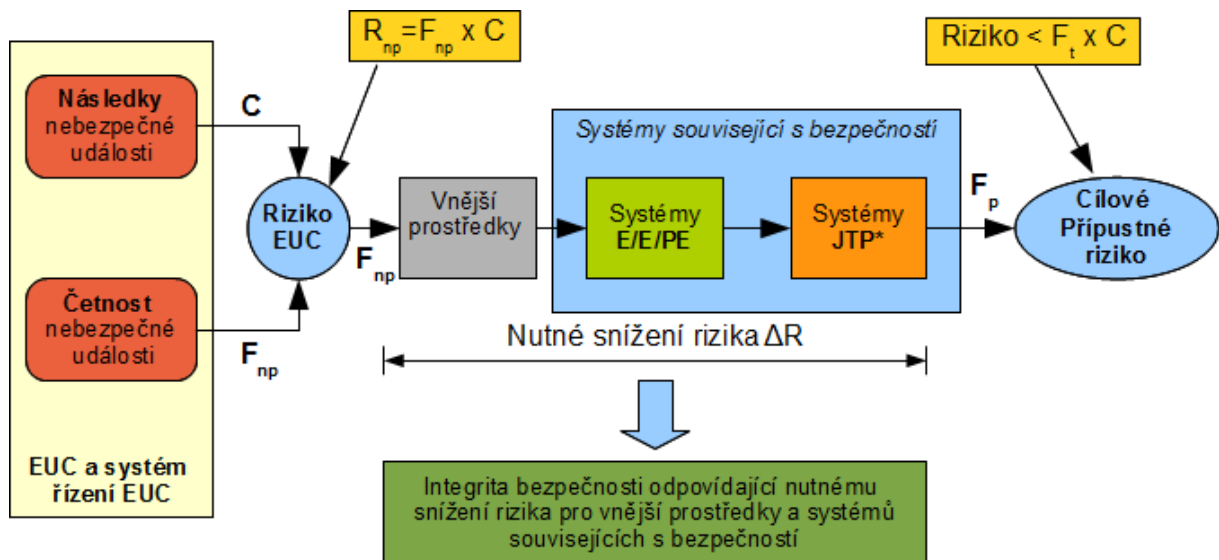 R_np=F_np x C
Riziko < F_t x C
Následky
nebezpečné
události
C
Systémy související s bezpečností
Riziko
EUC
F_np
Vnější
prostředky
Systémy
E/E/PE
Systémy
JTP*
F_p
Cílové
Přípustné
riziko
Četnost
nebezpečné
události
F_np
Nutné snížení rizika ΔR
EUC a systém
řízení EUC
Integrita bezpečnosti odpovídající nutnému
snížení rizika pro vnější prostředky a systémů
souvisejících s bezpečností